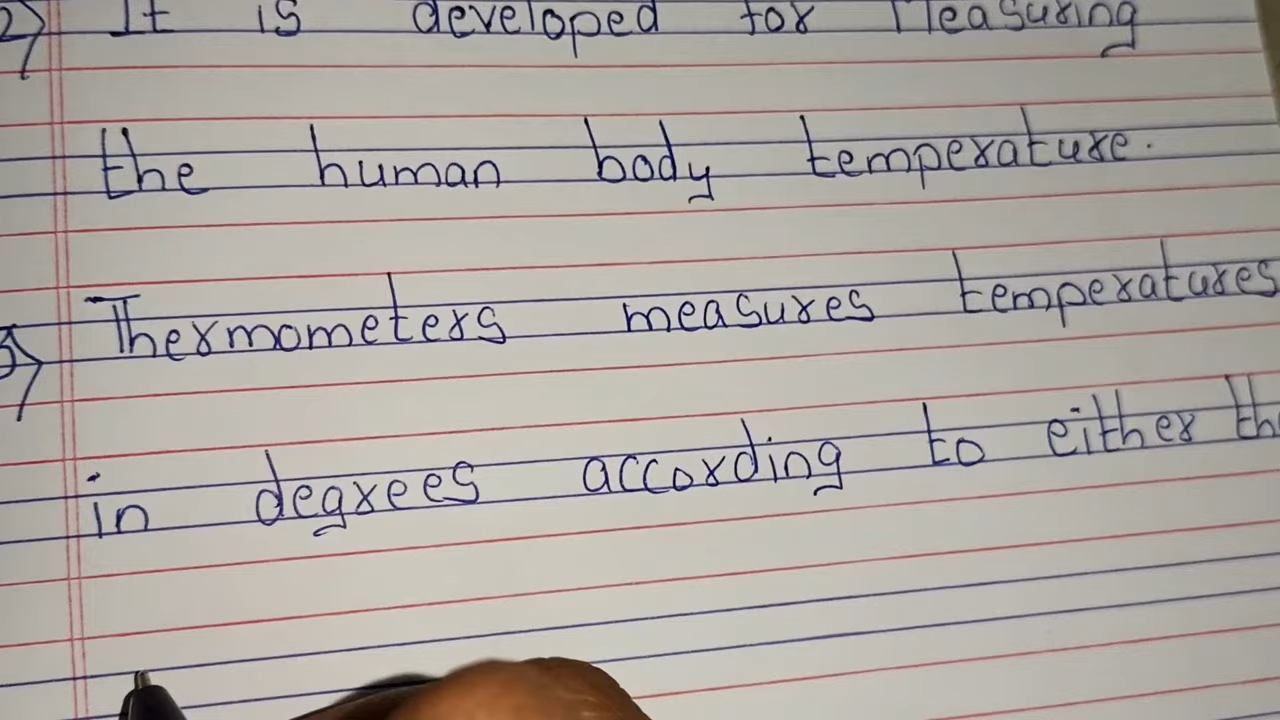 2) It is developed for Measuring
the human body temperature.
3) Thermometers measures temperatures
in degrees according to either th